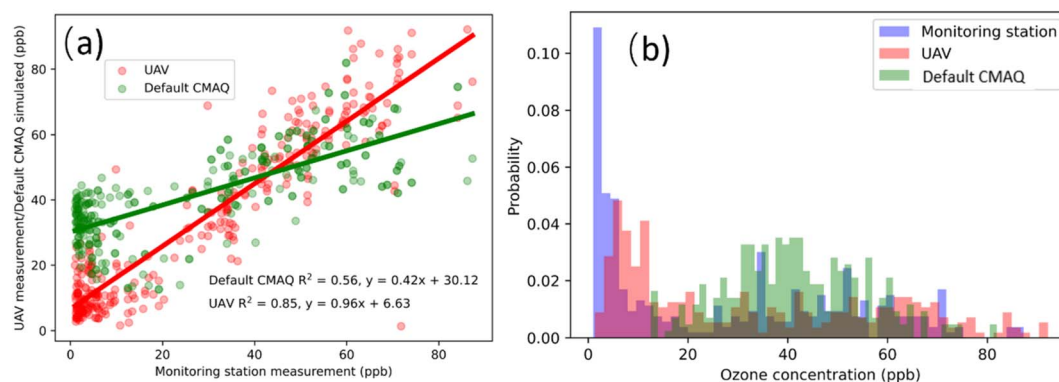 (a)
UAV
Default CMAQ
UAV measurement/Default CMAQ simulated (ppb)
80
60
40
20
0
Default CMAQ R² = 0.56, y = 0.42x + 30.12
UAV R² = 0.85, y = 0.96x + 6.63
0 20 40 60 80
Monitoring station measurement (ppb)
(b)
Monitoring station
UAV
Default CMAQ
Probability
0.10
0.08
0.06
0.04
0.02
0.00
0 20 40 60 80
Ozone concentration (ppb)